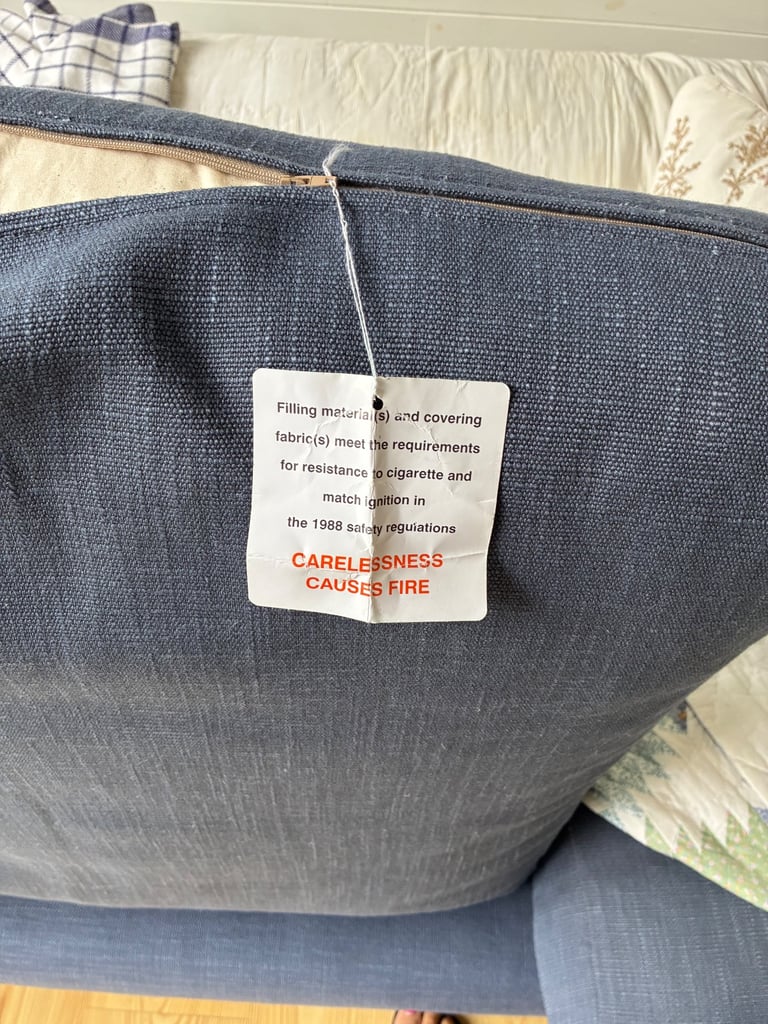 Filling material(s) and covering
fabric(s) meet the requirements
for resistance to cigarette and
match ignition in
the 1988 safety regulations
CARELESSNESS
CAUSES FIRE